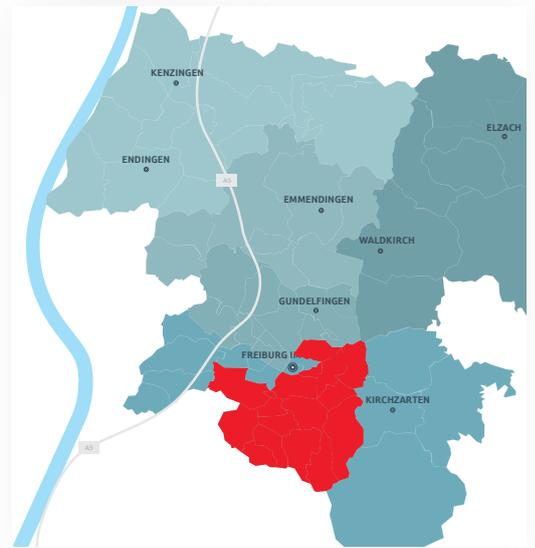 KENZINGEN
ELZACH
ENDINGEN
A5
EMMENDINGEN
WALDKIRCH
GUNDELFINGEN
FREIBURG I
KIRCHZARTEN
A5